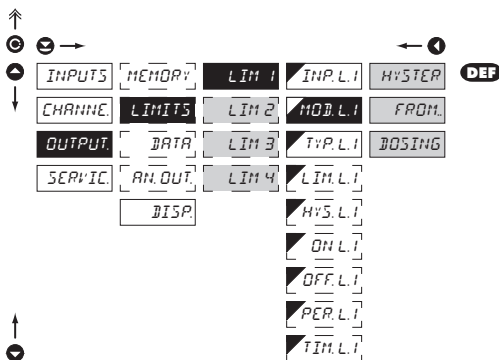 INPUTS MEMORY LIM 1 INP. L. 1 HYSTER DEF
CHANNE. LIMITS LIM 2 MOD. L. 1 FROM..
OUTPUT. DATA LIM 3 TYP. L. 1 DOSING
SERVIC. AN. OUT. LIM 4 LIM. L. 1
DISP. HYS. L. 1
ON L. 1
OFF. L. 1
PER. L. 1
TIM. L. 1